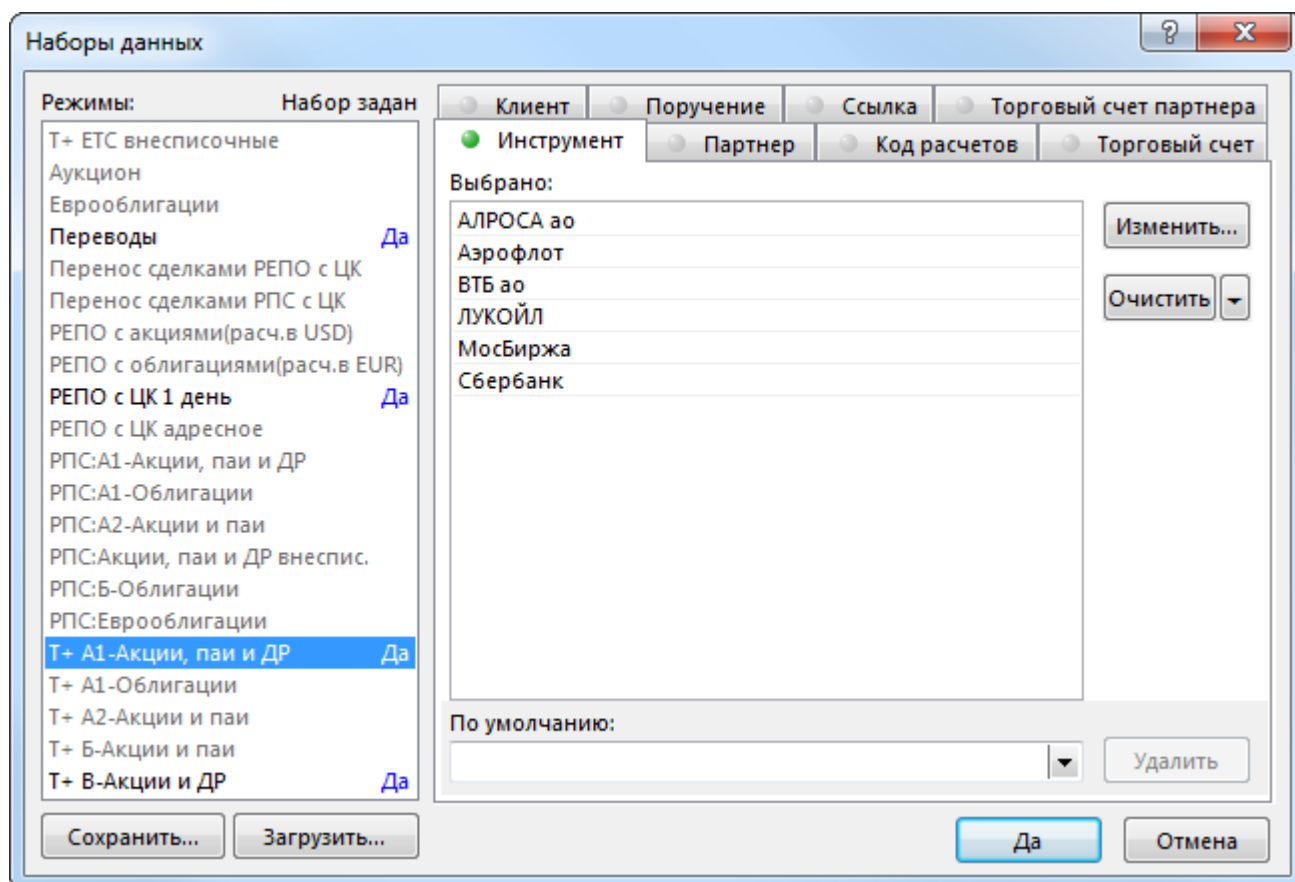 Наборы данных
Режимы: Набор задан
Т+ ETC внесписочные
Аукцион
Еврооблигации
Переводы Да
Перенос сделками РЕПО с ЦК
Перенос сделками РПС с ЦК
РЕПО с акциями(расч.в USD)
РЕПО с облигациями(расч.в EUR)
РЕПО с ЦК 1 день Да
РЕПО с ЦК адресное
РПС:А1-Акции, паи и ДР
РПС:А1-Облигации
РПС:А2-Акции и паи
РПС:Акции, паи и ДР внеспис.
РПС:Б-Облигации
РПС:Еврооблигации
Т+ А1-Акции, паи и ДР Да
Т+ А1-Облигации
Т+ А2-Акции и паи
Т+ Б-Акции и паи
Т+ В-Акции и ДР Да
Сохранить... Загрузить...
Клиент Поручение Ссылка Торговый счет партнера
Инструмент Партнер Код расчетов Торговый счет
Выбрано:
АЛРОСА ао
Аэрофлот
ВТБ ао
ЛУКОЙЛ
МосБиржа
Сбербанк
Изменить...
Очистить
По умолчанию:
Удалить
Да Отмена